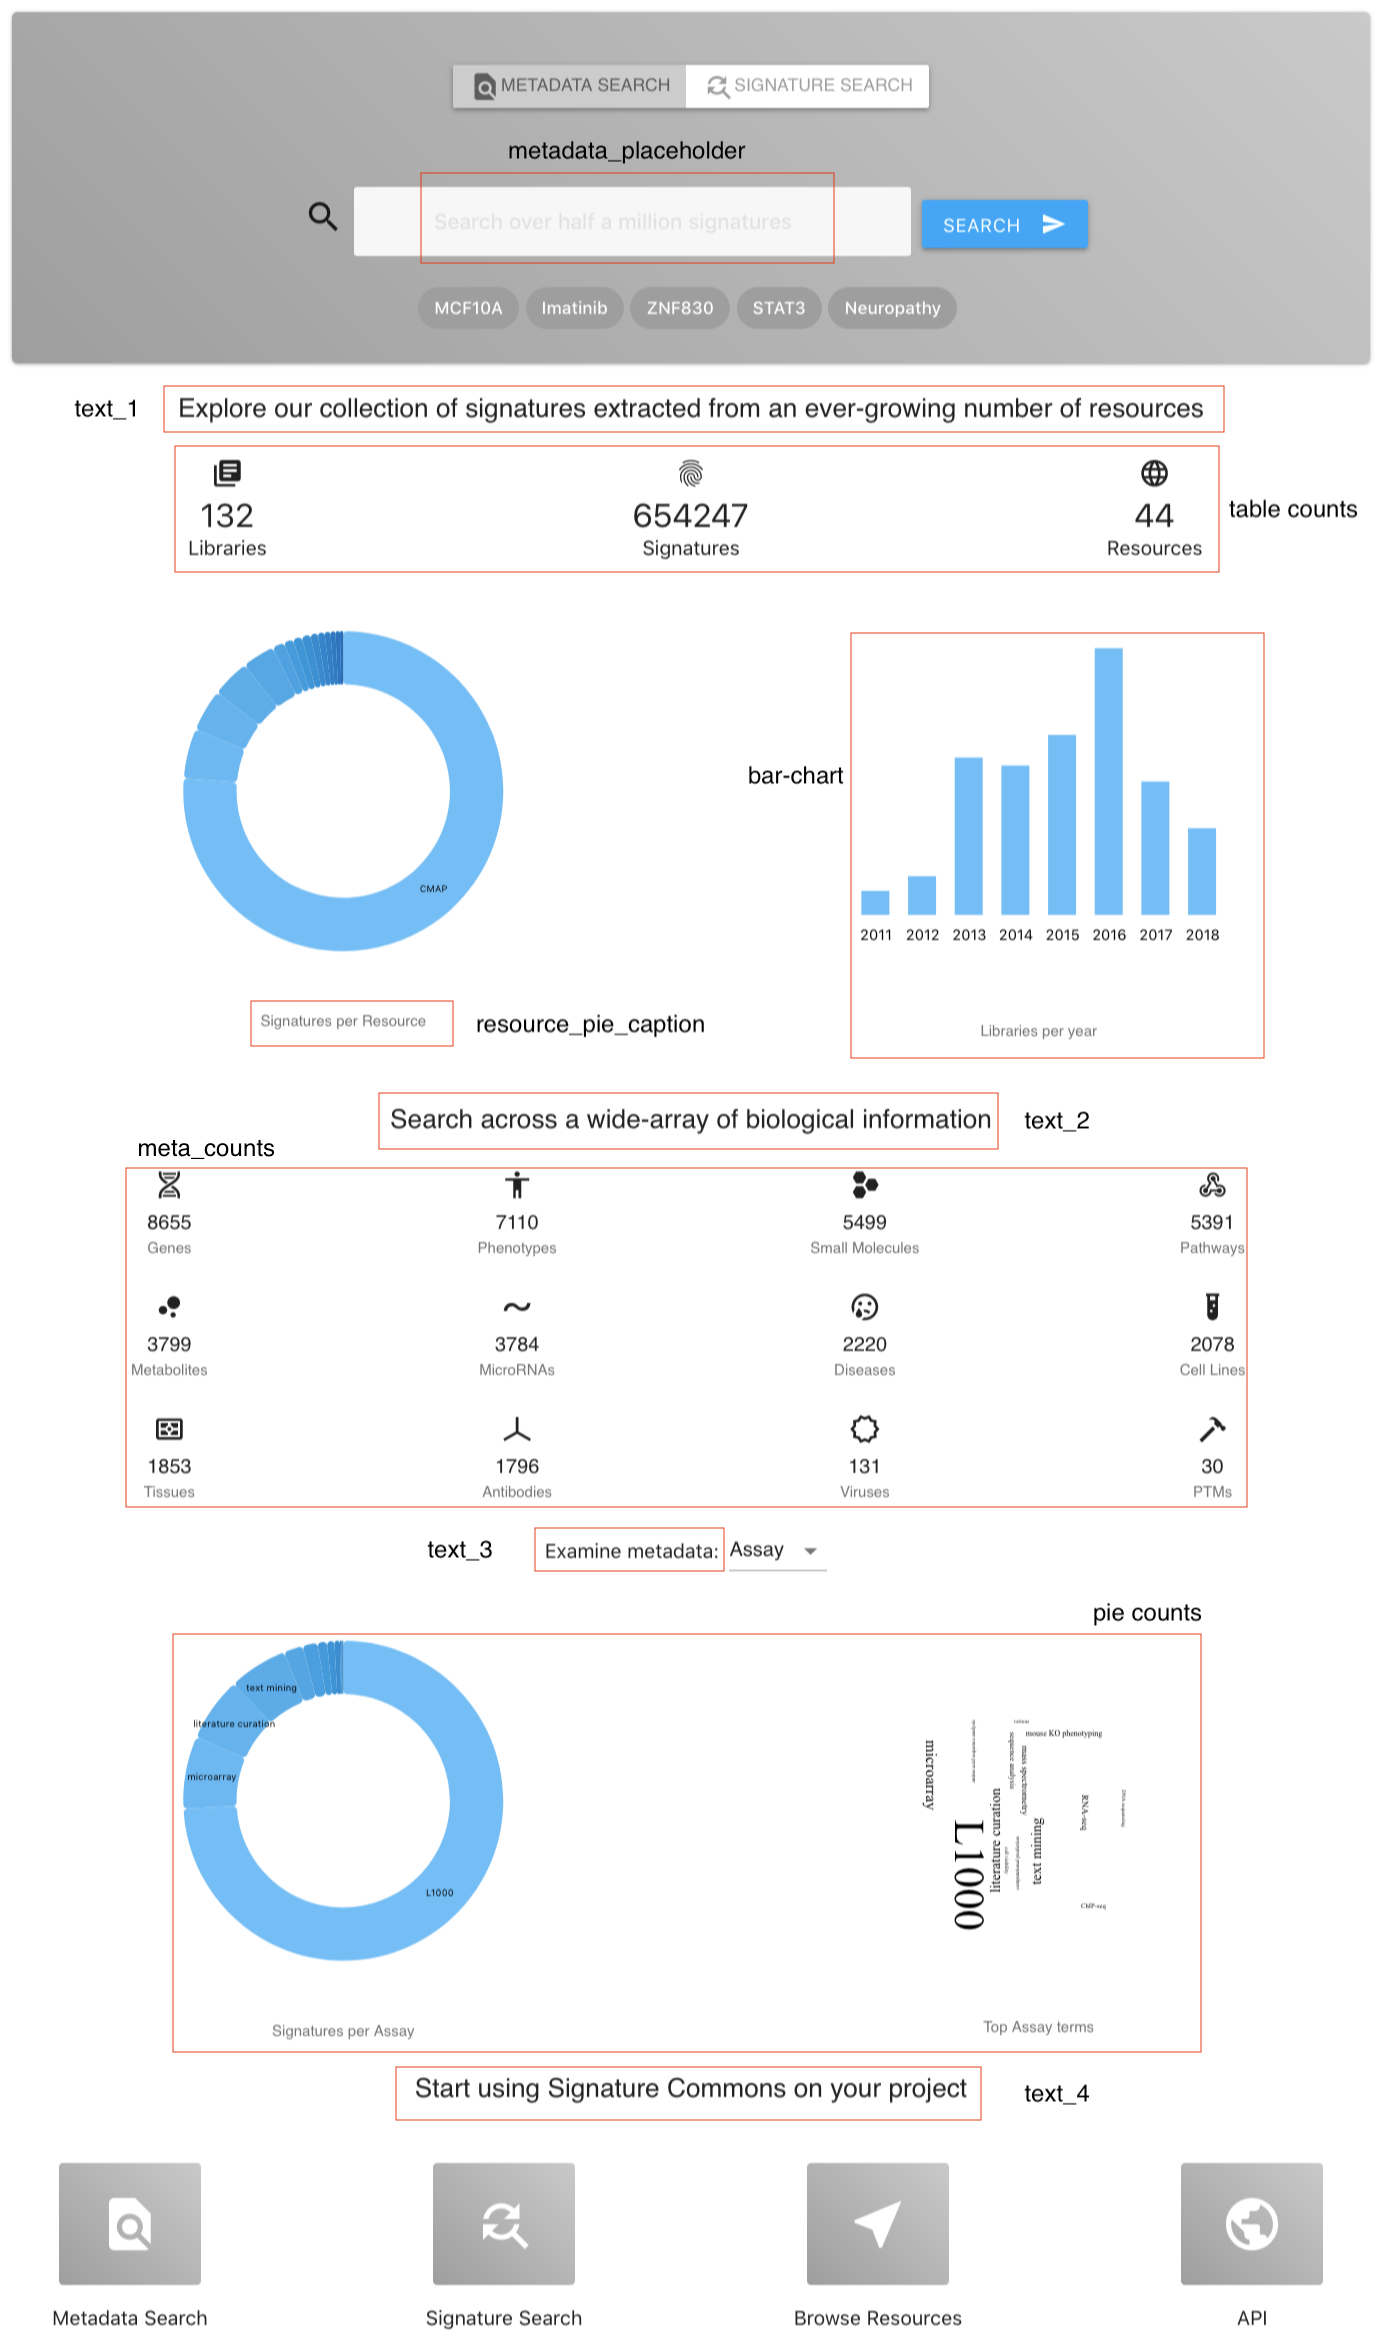 METADATA SEARCH SIGNATURE SEARCH
metadata_placeholder
Search over half a million signatures
SEARCH
MCF10A Imatinib ZNF830 STAT3 Neuropathy
text_1 Explore our collection of signatures extracted from an ever-growing number of resources
132 654247 44
table counts
Libraries Signatures Resources
bar-chart
CMAP
2011 2012 2013 2014 2015 2016 2017 2018
Signatures per Resource resource_pie_caption
Libraries per year
Search across a wide-array of biological information text_2
meta_counts
8655 7110 5499 5391
Genes Phenotypes Small Molecules Pathways
3799 3784 2220 2078
Metabolites MicroRNAs Diseases Cell Lines
1853 1796 131 30
Tissues Antibodies Viruses PTMs
text_3 Examine metadata: Assay
pie counts
text mining
literature curation
microarray
L1000
mouse KO phenotyping
microarray
sequence analysis
mass spectrometry
L1000
literature curation
text mining
RNA-seq
ChIP-seq
Signatures per Assay
Top Assay terms
Start using Signature Commons on your project text_4
Metadata Search Signature Search Browse Resources API